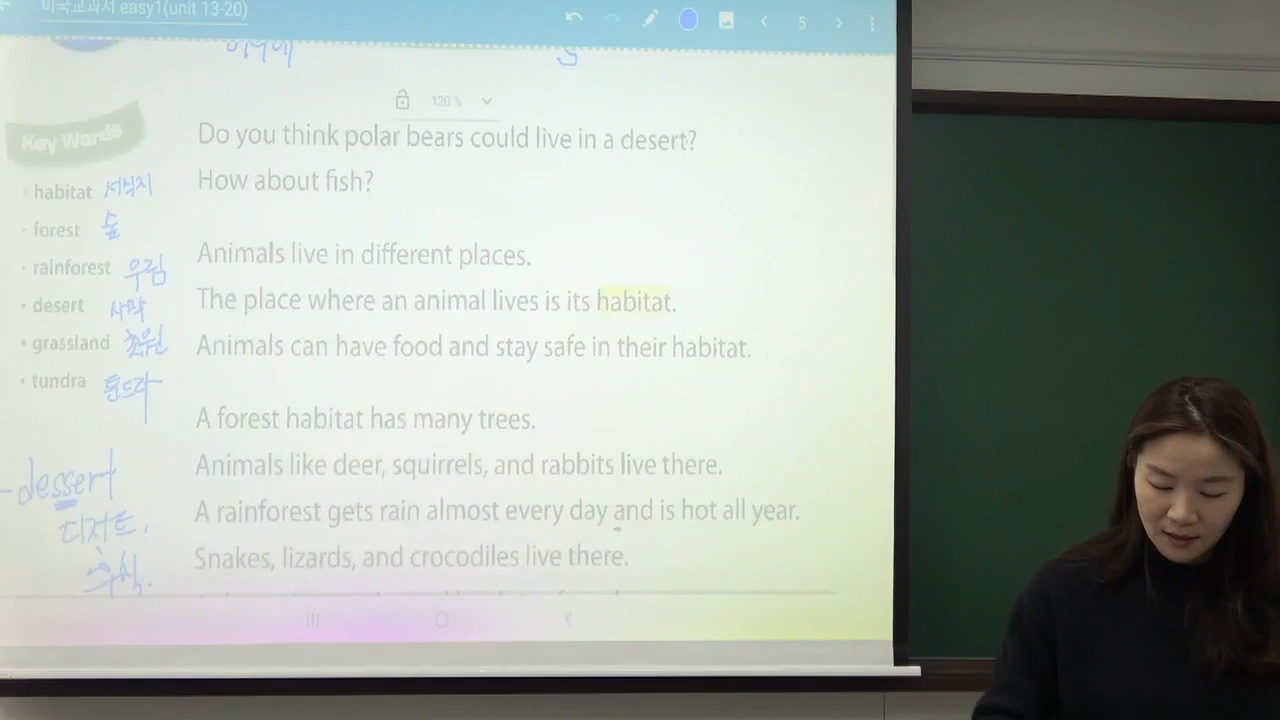 미국교과서 easy1(unit 13-20)
5
120 %
Key Words
Do you think polar bears could live in a desert?
How about fish?
• habitat 서식지
• forest 숲
• rainforest 우림
• desert 사막
• grassland 초원
• tundra 툰드라
Animals live in different places.
The place where an animal lives is its habitat.
Animals can have food and stay safe in their habitat.
A forest habitat has many trees.
Animals like deer, squirrels, and rabbits live there.
A rainforest gets rain almost every day and is hot all year.
Snakes, lizards, and crocodiles live there.
-dessert
디저트.
후식.